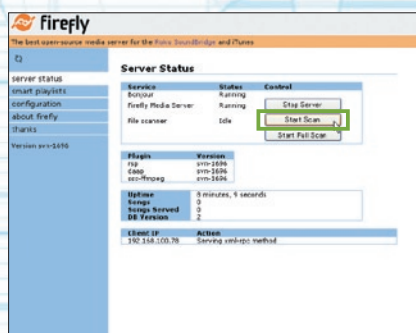 firefly
The best open-source media server for the Roku SoundBridge and iTunes
server status
smart playlists
configuration
about firefly
thanks
Version svn-1696
Server Status
Service Status Control
Bonjour Running
Firefly Media Server Running Stop Server
File scanner Idle Start Scan
Start Full Scan
Plugin Version
rsp svn-1696
daap svn-1696
ssc-ffmpeg svn-1696
Uptime 8 minutes, 9 seconds
Songs 0
Songs Served 0
DB Version 2
Client IP Action
192.168.100.78 Serving xml-rpc method